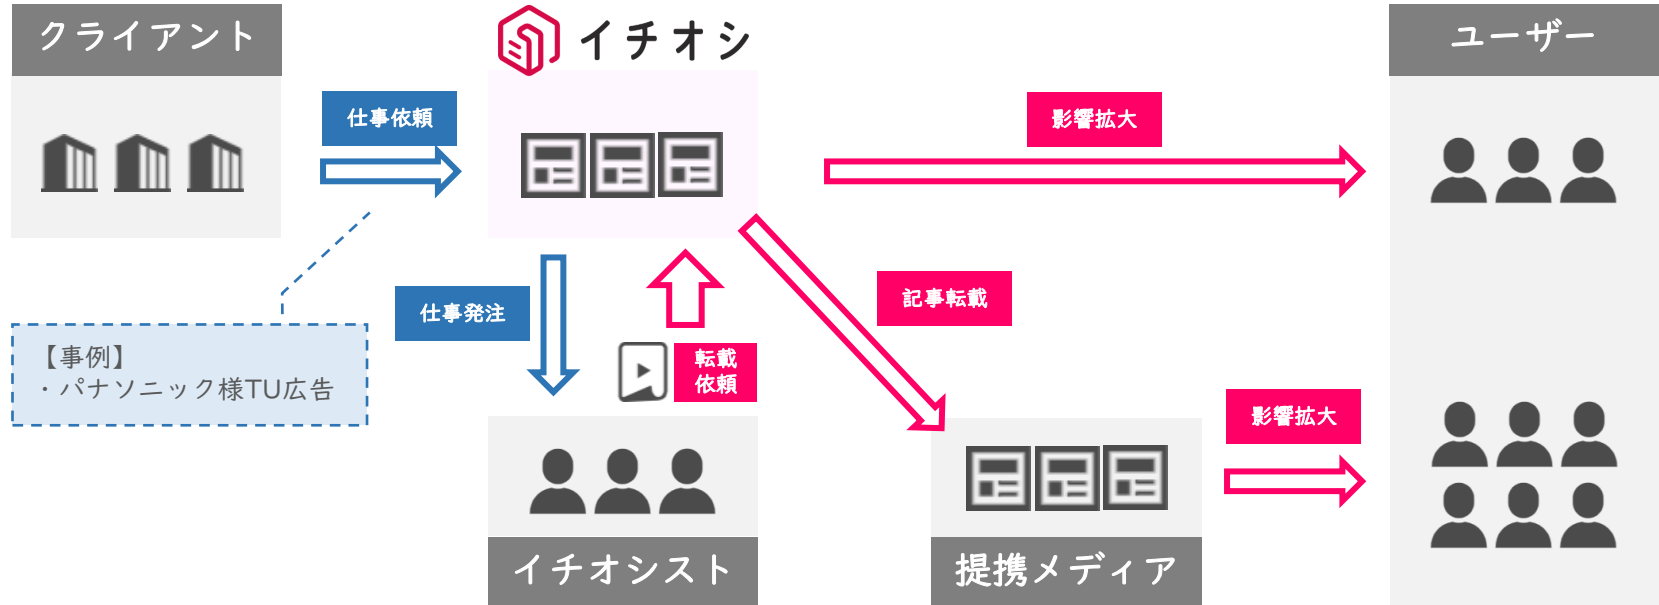 クライアント
イチオシ
ユーザー
仕事依頼
影響拡大
仕事発注
記事転載
転載
依頼
【事例】
・パナソニック様TU広告
影響拡大
イチオシスト
提携メディア